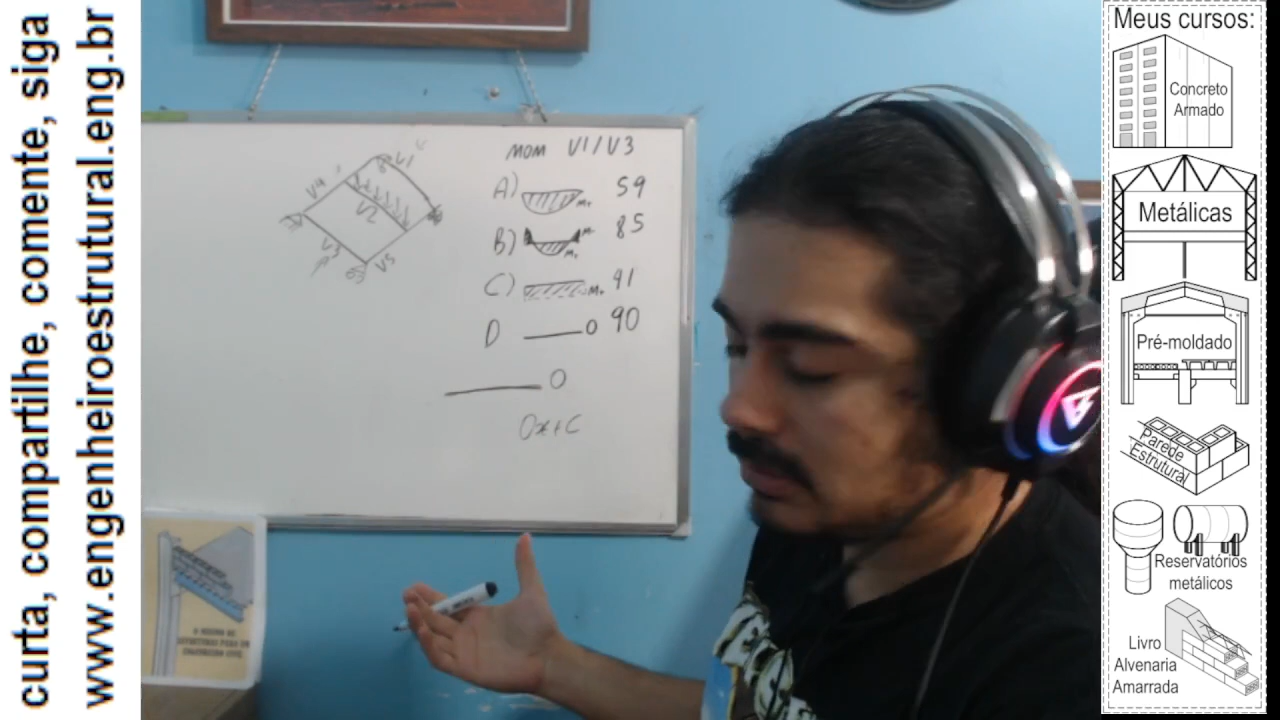 curta, compartilhe, comente, siga
www.engenheiroestrutural.eng.br
MOM V1/V3
A) M+ 59
B) M- M+ 85
C) M+ 91
D 0 90
0
V4
V1
V2
V3
V5
Meus cursos:
Concreto
Armado
Metálicas
Pré-moldado
Parede
Estrutural
Reservatórios
metálicos
Livro
Alvenaria
Amarrada